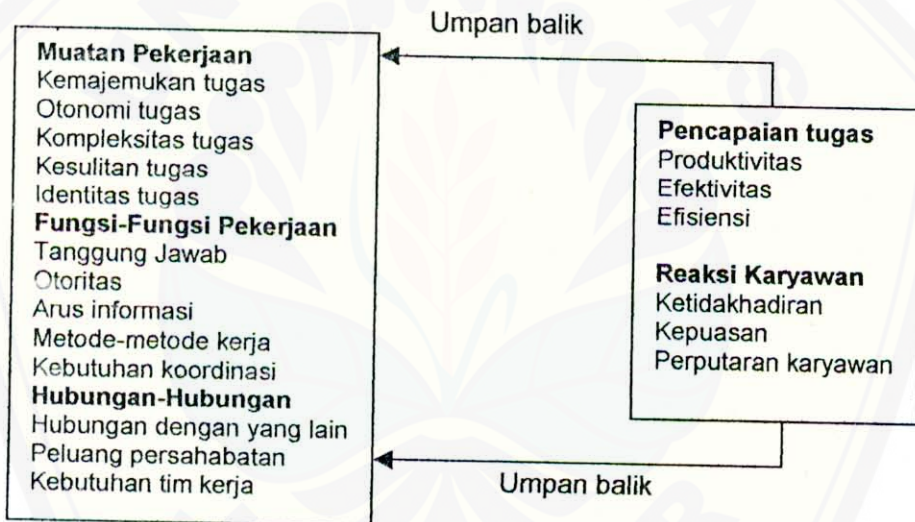 Umpan balik
Muatan Pekerjaan
Kemajemukan tugas
Otonomi tugas
Kompleksitas tugas
Kesulitan tugas
Identitas tugas
Fungsi-Fungsi Pekerjaan
Tanggung Jawab
Otoritas
Arus informasi
Metode-metode kerja
Kebutuhan koordinasi
Hubungan-Hubungan
Hubungan dengan yang lain
Peluang persahabatan
Kebutuhan tim kerja
Pencapaian tugas
Produktivitas
Efektivitas
Efisiensi
Reaksi Karyawan
Ketidakhadiran
Kepuasan
Perputaran karyawan
Umpan balik